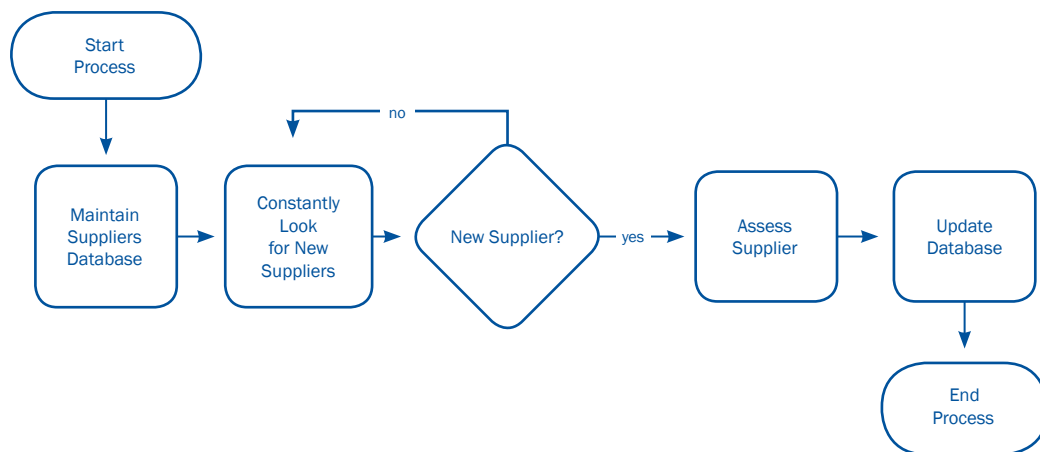 Start
Process
no
Maintain
Suppliers
Database
Constantly
Look
for New
Suppliers
New Supplier?
yes
Assess
Supplier
Update
Database
End
Process